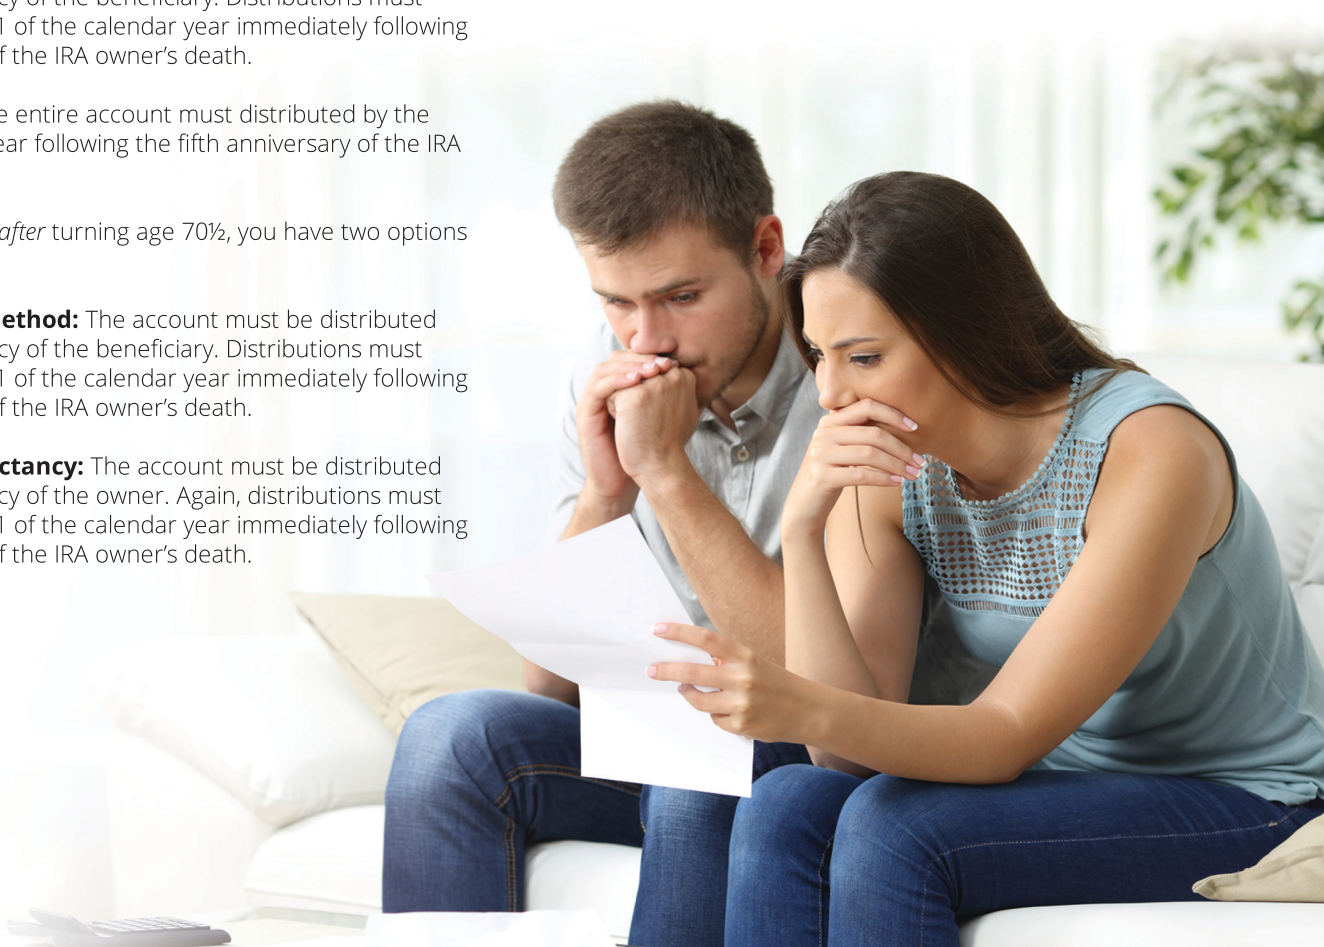 cy of the beneficiary. Distributions must
1 of the calendar year immediately following
f the IRA owner’s death.
e entire account must distributed by the
ear following the fifth anniversary of the IRA
after turning age 70½, you have two options
ethod: The account must be distributed
cy of the beneficiary. Distributions must
1 of the calendar year immediately following
f the IRA owner’s death.
ctancy: The account must be distributed
cy of the owner. Again, distributions must
1 of the calendar year immediately following
f the IRA owner’s death.